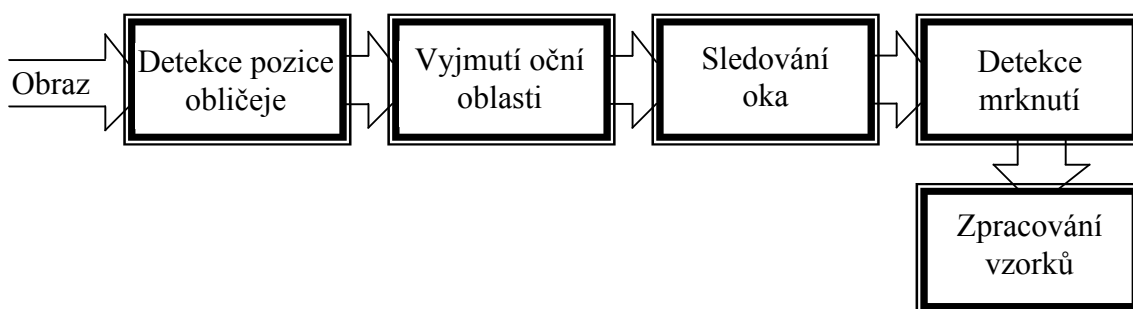 Obraz
Detekce pozice
obličeje
Vyjmutí oční
oblasti
Sledování
oka
Detekce
mrknutí
Zpracování
vzorků